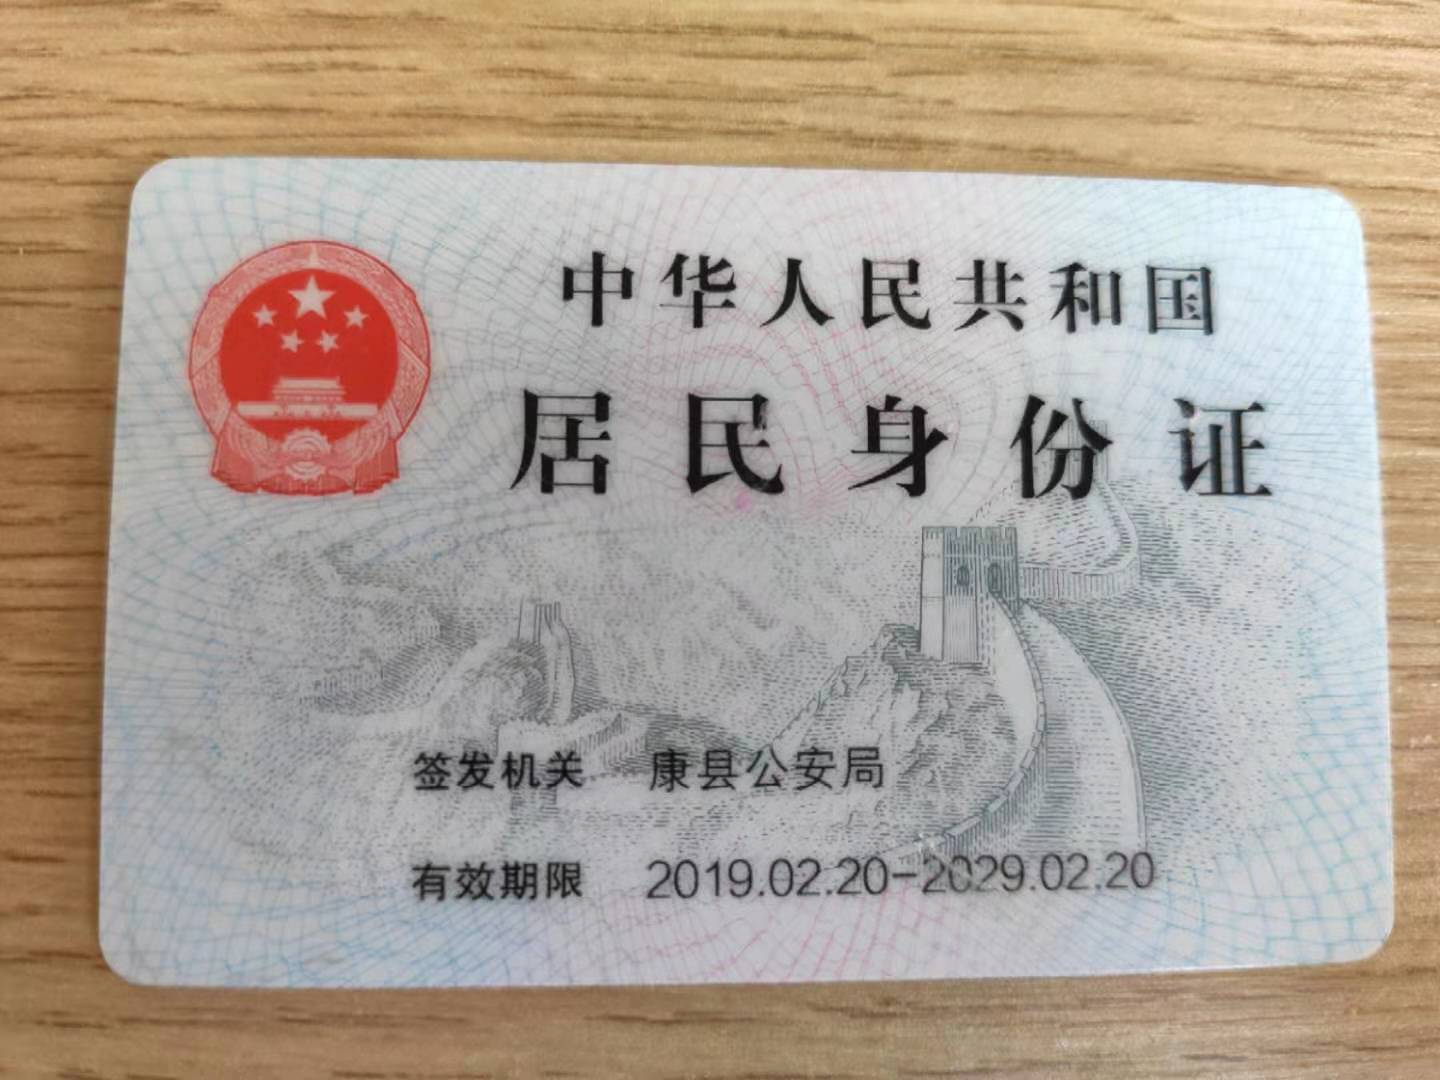 中华人民共和国
居民身份证
签发机关 康县公安局
有效期限 2019.02.20-2029.02.20